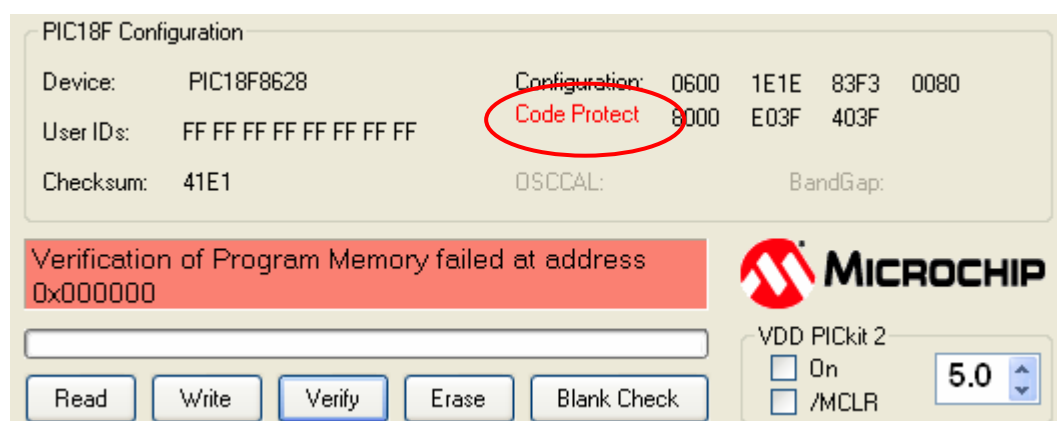 PIC18F Configuration
Device: PIC18F8628 Configuration: 0600 1E1E 83F3 0080
Code Protect 8000 E03F 403F
User IDs: FF FF FF FF FF FF FF FF
Checksum: 41E1 OSCCAL: BandGap:
Verification of Program Memory failed at address
0x000000
MICROCHIP
VDD PICkit 2
On
5.0
/MCLR
Read Write Verify Erase Blank Check